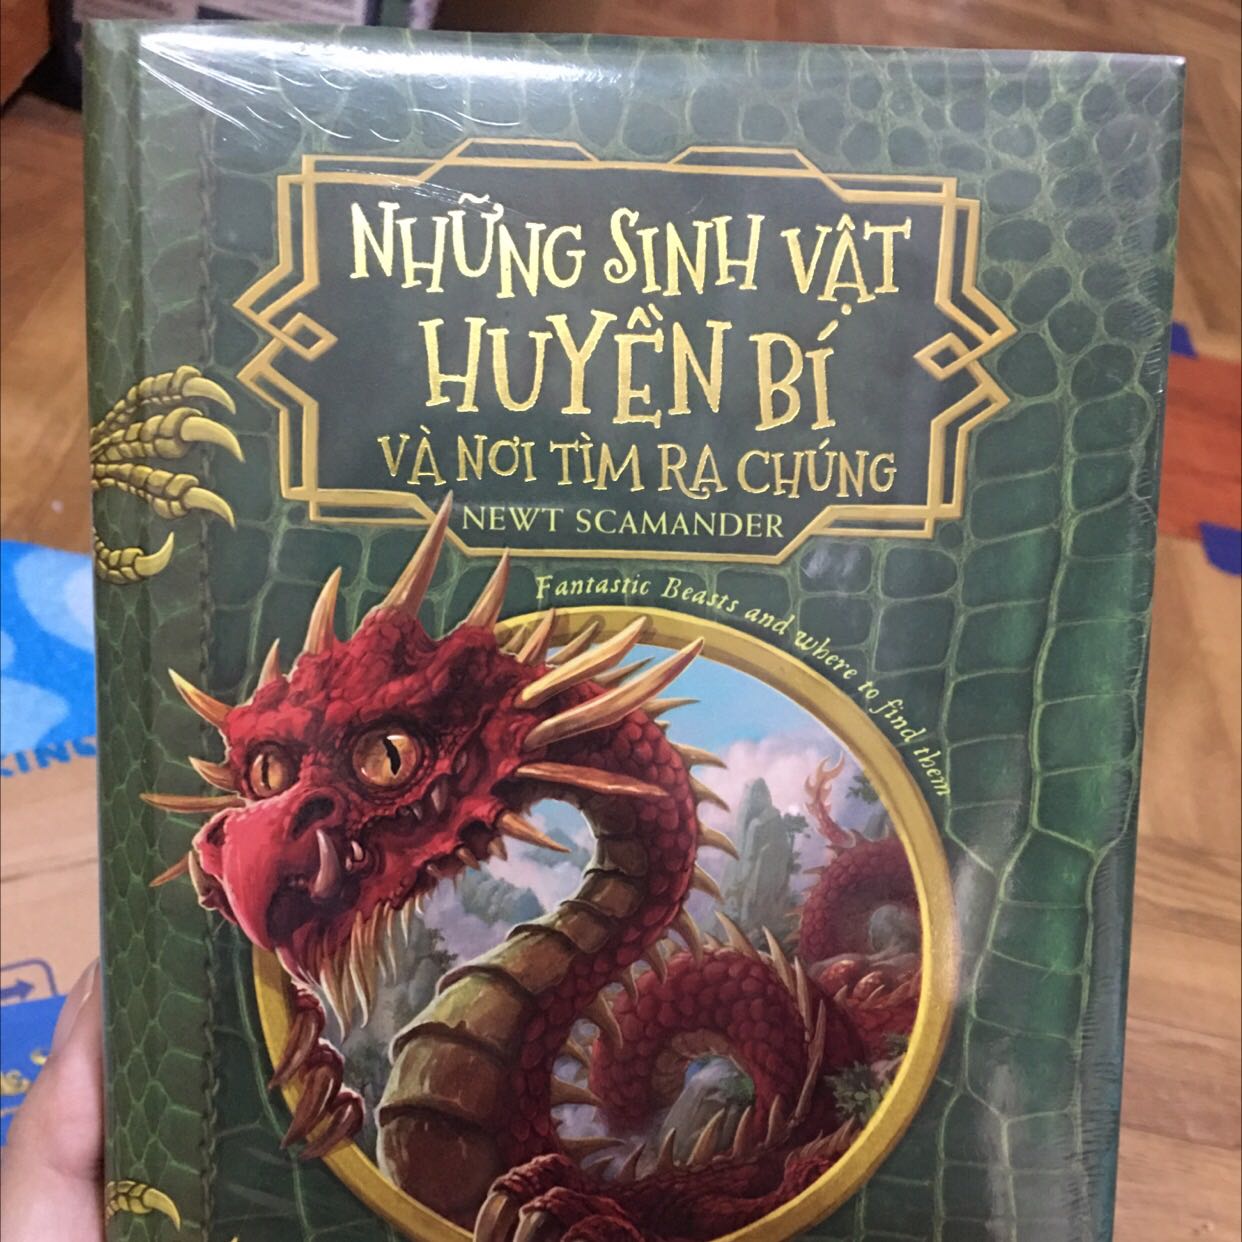 NHỮNG SINH VẬT
HUYỀN BÍ
VÀ NƠI TÌM RA CHÚNG
NEWT SCAMANDER
Fantastic Beasts and where to find them